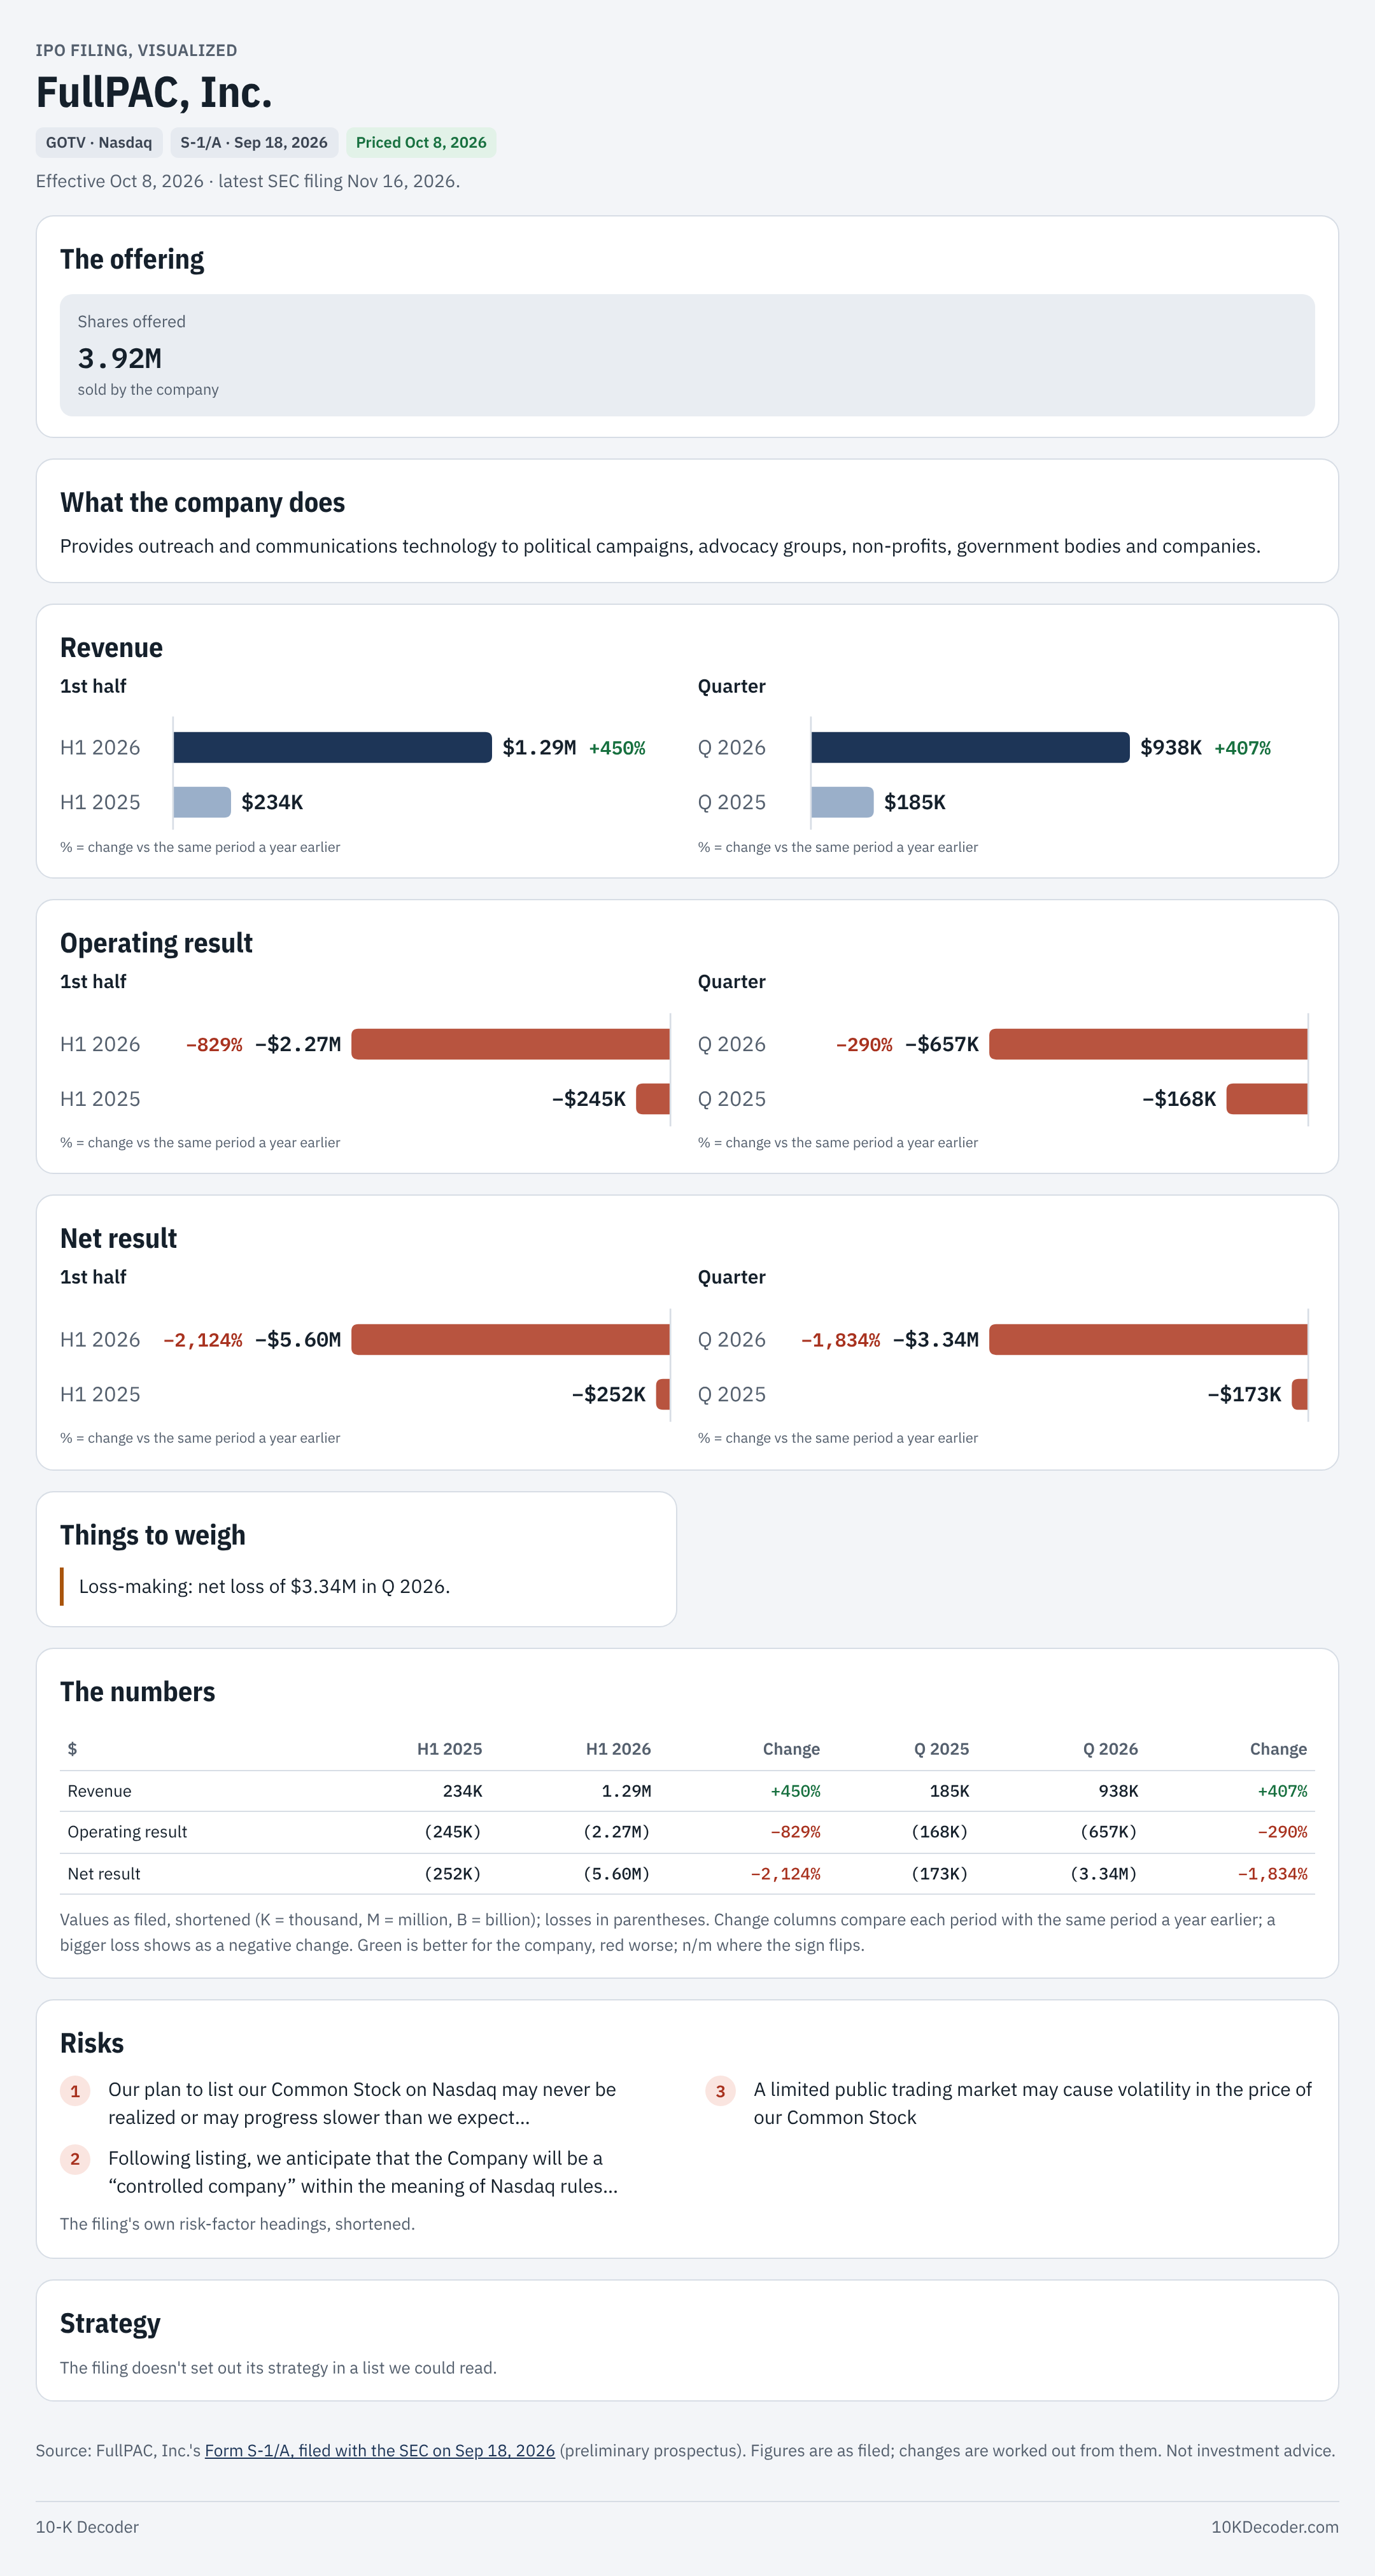 IPO FILING, VISUALIZED
FullPAC, Inc.
GOTV · Nasdaq
S-1/A · Sep 18, 2026
Priced Oct 8, 2026
Effective Oct 8, 2026 · latest SEC filing Nov 16, 2026.
The offering
Shares offered
3.92M
sold by the company
What the company does
Provides outreach and communications technology to political campaigns, advocacy groups, non-profits, government bodies and companies.
Revenue
1st half
H1 2026 $1.29M +450%
H1 2025 $234K
% = change vs the same period a year earlier
Quarter
Q 2026 $938K +407%
Q 2025 $185K
% = change vs the same period a year earlier
Operating result
1st half
H1 2026 −829% −$2.27M
H1 2025 −$245K
% = change vs the same period a year earlier
Quarter
Q 2026 −290% −$657K
Q 2025 −$168K
% = change vs the same period a year earlier
Net result
1st half
H1 2026 −2,124% −$5.60M
H1 2025 −$252K
% = change vs the same period a year earlier
Quarter
Q 2026 −1,834% −$3.34M
Q 2025 −$173K
% = change vs the same period a year earlier
Things to weigh
Loss-making: net loss of $3.34M in Q 2026.
The numbers
$ H1 2025 H1 2026 Change Q 2025 Q 2026 Change
Revenue 234K 1.29M +450% 185K 938K +407%
Operating result (245K) (2.27M) −829% (168K) (657K) −290%
Net result (252K) (5.60M) −2,124% (173K) (3.34M) −1,834%
Values as filed, shortened (K = thousand, M = million, B = billion); losses in parentheses. Change columns compare each period with the same period a year earlier; a
bigger loss shows as a negative change. Green is better for the company, red worse; n/m where the sign flips.
Risks
1 Our plan to list our Common Stock on Nasdaq may never be
realized or may progress slower than we expect…
2 Following listing, we anticipate that the Company will be a
“controlled company” within the meaning of Nasdaq rules…
3 A limited public trading market may cause volatility in the price of
our Common Stock
The filing's own risk-factor headings, shortened.
Strategy
The filing doesn't set out its strategy in a list we could read.
Source: FullPAC, Inc.'s Form S-1/A, filed with the SEC on Sep 18, 2026 (preliminary prospectus). Figures are as filed; changes are worked out from them. Not investment advice.
10-K Decoder
10KDecoder.com